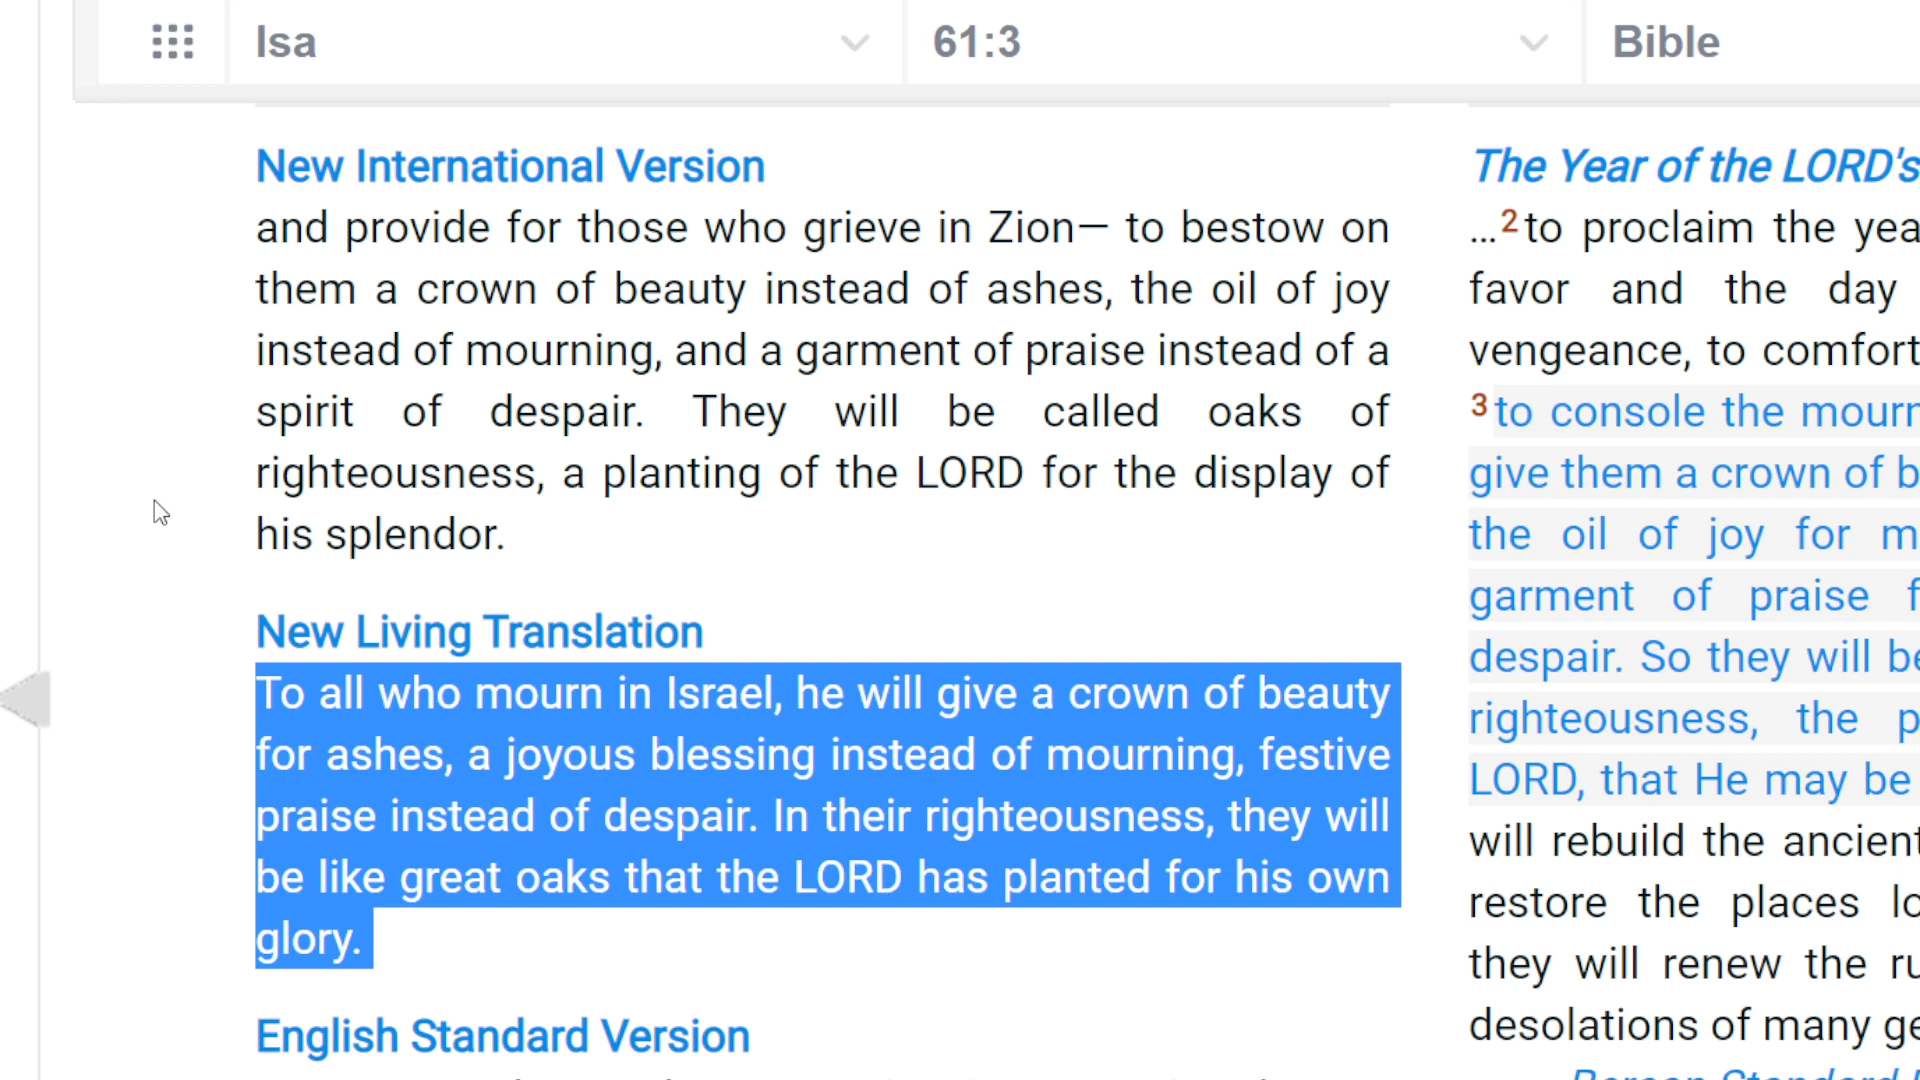 Isa 61:3 Bible
New International Version
and provide for those who grieve in Zion— to bestow on
them a crown of beauty instead of ashes, the oil of joy
instead of mourning, and a garment of praise instead of a
spirit of despair. They will be called oaks of
righteousness, a planting of the LORD for the display of
his splendor.
New Living Translation
To all who mourn in Israel, he will give a crown of beauty
for ashes, a joyous blessing instead of mourning, festive
praise instead of despair. In their righteousness, they will
be like great oaks that the LORD has planted for his own
glory.
English Standard Version
The Year of the LORD's
...2 to proclaim the
favor and the day
vengeance, to comfort
3 to console the
give them a crown of
the oil of joy for
garment of praise
despair. So they will
righteousness, the
LORD, that He may be
will rebuild the ancient
restore the places
they will renew the
desolations of many